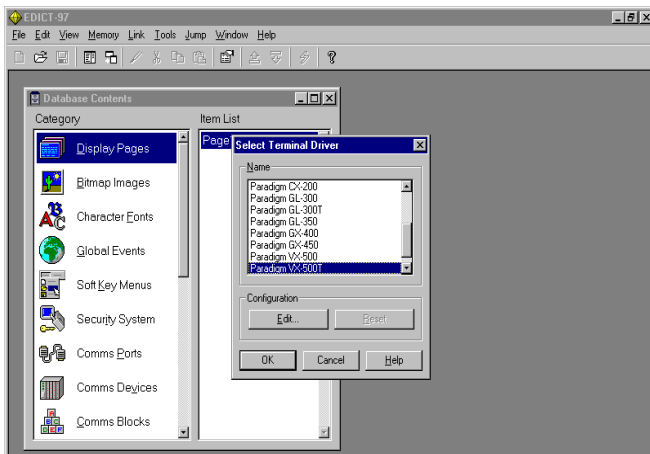 EDICT-97
File Edit View Memory Link Tools Jump Window Help
Database Contents
Category Item List
Display Pages
Bitmap Images
Character Fonts
Global Events
Soft Key Menus
Security System
Comms Ports
Comms Devices
Comms Blocks
Page
Select Terminal Driver
Name
Paradigm CX-200
Paradigm GL-300
Paradigm GL-300T
Paradigm GL-350
Paradigm GX-400
Paradigm GX-450
Paradigm VX-500
Paradigm VX-500T
Configuration
Edit... Reset
OK Cancel Help